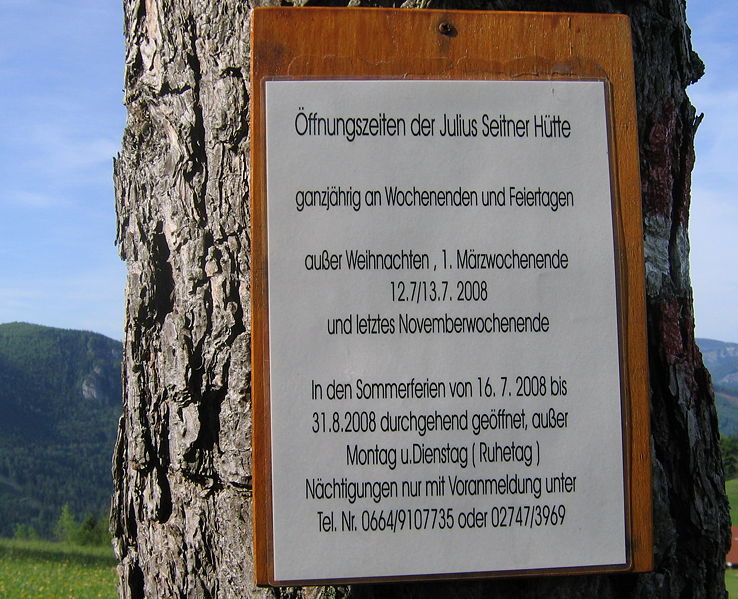 Öffnungszeiten der Julius Seitner Hütte
ganzjährig an Wochenenden und Feiertagen
außer Weihnachten , 1. Märzwochenende
12.7/13.7. 2008
und letztes Novemberwochenende
In den Sommerferien von 16. 7. 2008 bis
31.8.2008 durchgehend geöffnet, außer
Montag u.Dienstag ( Ruhetag )
Nächtigungen nur mit Voranmeldung unter
Tel. Nr. 0664/9107735 oder 02747/3969